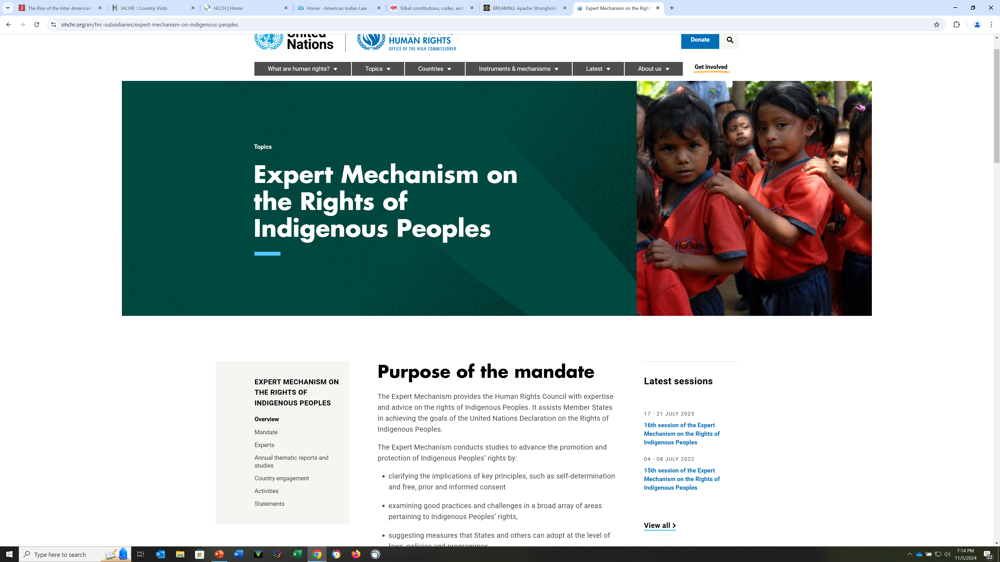 The Rise of the Inter-American
IACHR :: Country Visits
HCCH | Home
Home - American Indian Law -
Tribal constitutions, codes, and
BREAKING: Apache Stronghold
Expert Mechanism on the Right
ohchr.org/en/hrc-subsidiaries/expert-mechanism-on-indigenous-peoples
United
Nations
UNITED NATIONS
HUMAN RIGHTS
OFFICE OF THE HIGH COMMISSIONER
Donate
What are human rights?
Topics
Countries
Instruments & mechanisms
Latest
About us
Get Involved
Topics
Expert Mechanism on
the Rights of
Indigenous Peoples
Hogan
EXPERT MECHANISM ON
THE RIGHTS OF
INDIGENOUS PEOPLES
Overview
Mandate
Experts
Annual thematic reports and
studies
Country engagement
Activities
Statements
Purpose of the mandate
The Expert Mechanism provides the Human Rights Council with expertise
and advice on the rights of Indigenous Peoples. It assists Member States
in achieving the goals of the United Nations Declaration on the Rights of
Indigenous Peoples.
The Expert Mechanism conducts studies to advance the promotion and
protection of Indigenous Peoples’ rights by:
• clarifying the implications of key principles, such as self-determination
and free, prior and informed consent
• examining good practices and challenges in a broad array of areas
pertaining to Indigenous Peoples’ rights,
• suggesting measures that States and others can adopt at the level of
laws, policies and programmes
Latest sessions
17 - 21 JULY 2023
16th session of the Expert
Mechanism on the Rights of
Indigenous Peoples
04 - 08 JULY 2022
15th session of the Expert
Mechanism on the Rights of
Indigenous Peoples
View all
Type here to search
7:14 PM
11/5/2024
22